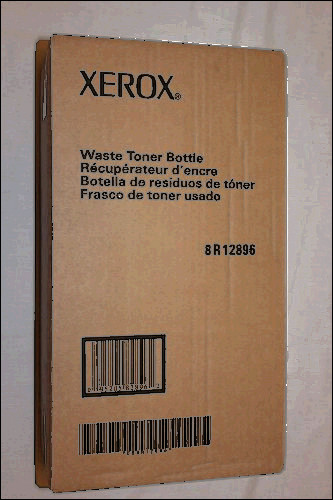 XEROX®
Waste Toner Bottle
Récupérateur d'encre
Botella de residuos de tóner
Frasco de toner usado
8R12896